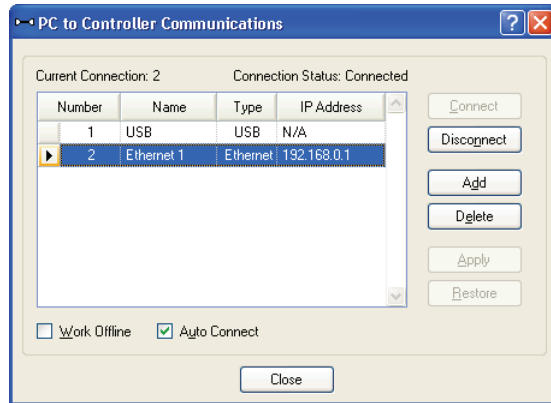 PC to Controller Communications
Current Connection: 2 Connection Status: Connected
Number Name Type IP Address
1 USB USB N/A
2 Ethernet 1 Ethernet 192.168.0.1
Connect
Disconnect
Add
Delete
Apply
Restore
Work Offline Auto Connect
Close